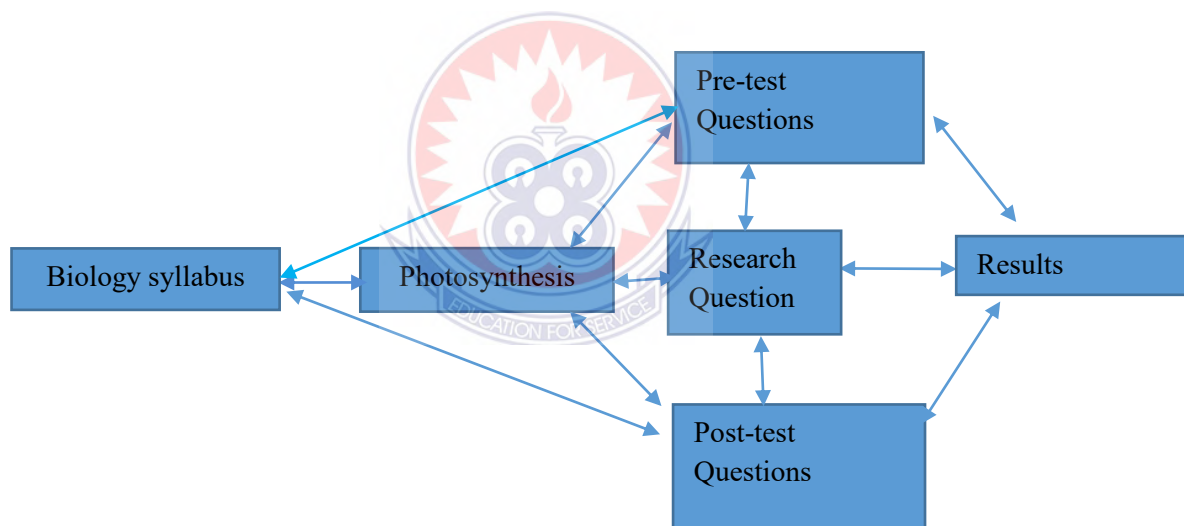 Pre-test
Questions
Biology syllabus
Photosynthesis
Research
Question
Results
EDUCATION FOR SERVICE
Post-test
Questions